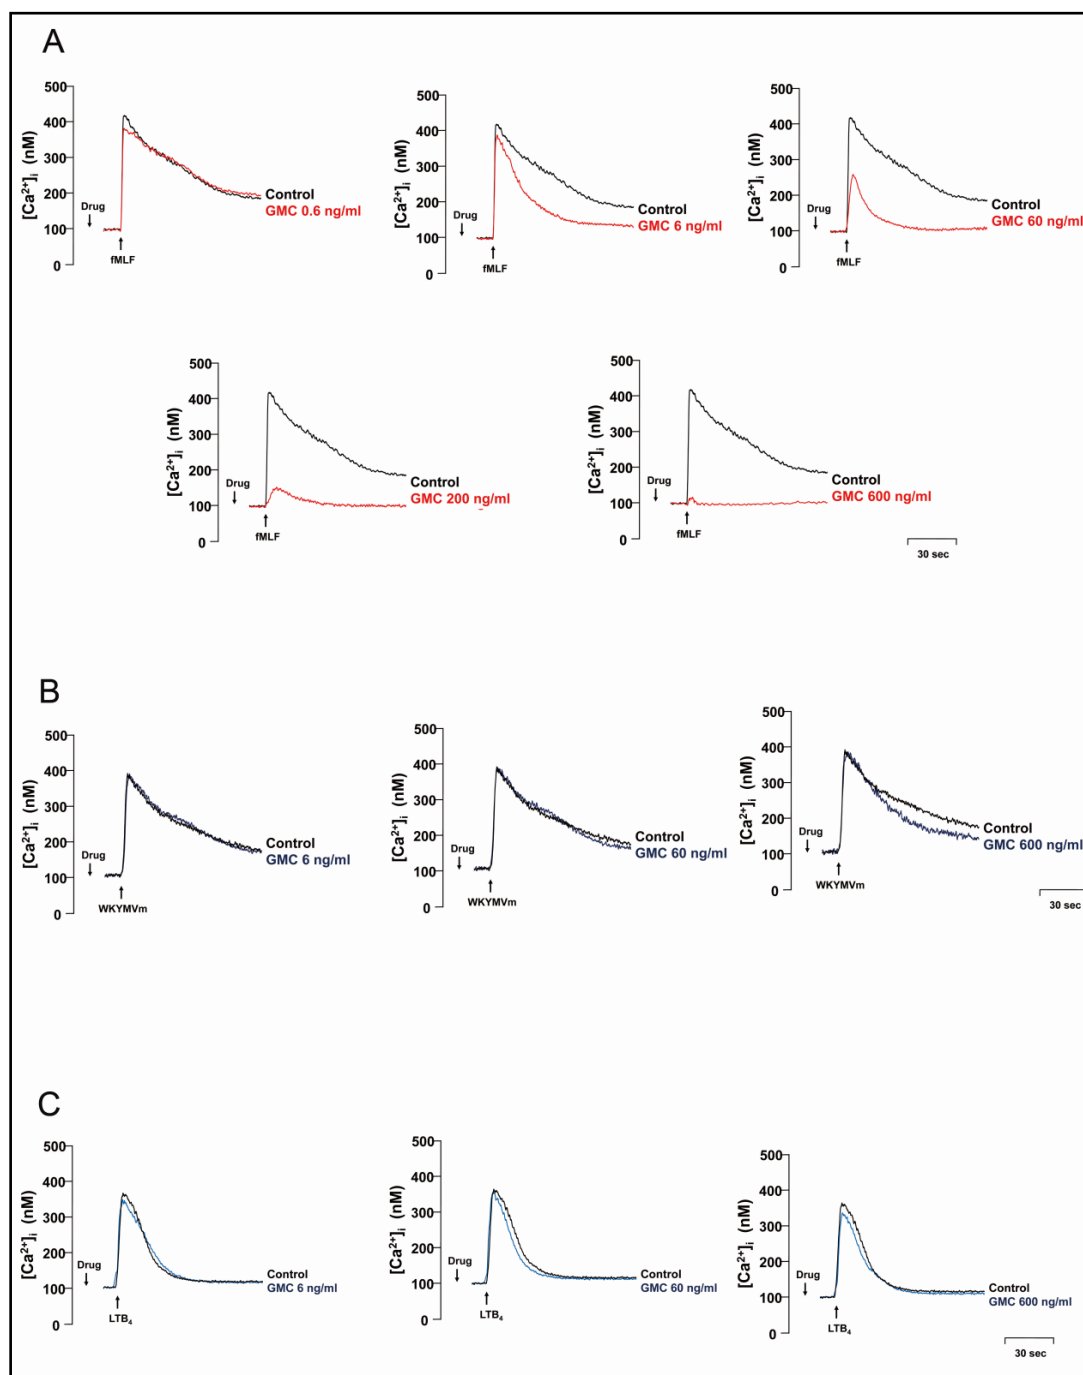 A
[Ca²⁺]ᵢ (nM)
500
400
300
200
100
0
Drug
fMLF
Control
GMC 0.6 ng/ml
[Ca²⁺]ᵢ (nM)
500
400
300
200
100
0
Drug
fMLF
Control
GMC 6 ng/ml
[Ca²⁺]ᵢ (nM)
500
400
300
200
100
0
Drug
fMLF
Control
GMC 60 ng/ml
[Ca²⁺]ᵢ (nM)
500
400
300
200
100
0
Drug
fMLF
Control
GMC 200 ng/ml
[Ca²⁺]ᵢ (nM)
500
400
300
200
100
0
Drug
fMLF
Control
GMC 600 ng/ml
30 sec
B
[Ca²⁺]ᵢ (nM)
500
400
300
200
100
0
Drug
WKYMVm
Control
GMC 6 ng/ml
[Ca²⁺]ᵢ (nM)
500
400
300
200
100
0
Drug
WKYMVm
Control
GMC 60 ng/ml
[Ca²⁺]ᵢ (nM)
500
400
300
200
100
0
Drug
WKYMVm
Control
GMC 600 ng/ml
30 sec
C
[Ca²⁺]ᵢ (nM)
500
400
300
200
100
0
Drug
LTB₄
Control
GMC 6 ng/ml
[Ca²⁺]ᵢ (nM)
500
400
300
200
100
0
Drug
LTB₄
Control
GMC 60 ng/ml
[Ca²⁺]ᵢ (nM)
500
400
300
200
100
0
Drug
LTB₄
Control
GMC 600 ng/ml
30 sec